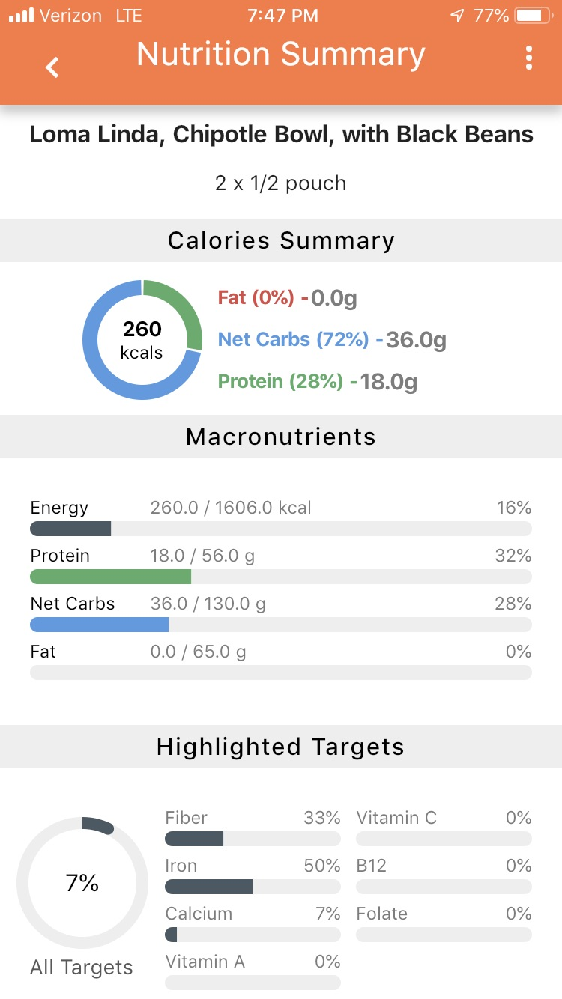 Verizon LTE 7:47 PM 77%
Nutrition Summary
Loma Linda, Chipotle Bowl, with Black Beans
2 x 1/2 pouch
Calories Summary
260
kcals
Fat (0%) - 0.0g
Net Carbs (72%) - 36.0g
Protein (28%) - 18.0g
Macronutrients
Energy 260.0 / 1606.0 kcal 16%
Protein 18.0 / 56.0 g 32%
Net Carbs 36.0 / 130.0 g 28%
Fat 0.0 / 65.0 g 0%
Highlighted Targets
7%
All Targets
Fiber 33% Vitamin C 0%
Iron 50% B12 0%
Calcium 7% Folate 0%
Vitamin A 0%